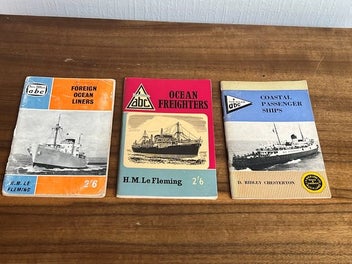 abc
FOREIGN
OCEAN
LINERS
H.M. LE
FLEMING
2'6
abc
OCEAN
FREIGHTERS
H. M. Le Fleming
2'6
abc
COASTAL
PASSENGER
SHIPS
D. RIDLEY CHESTERTON